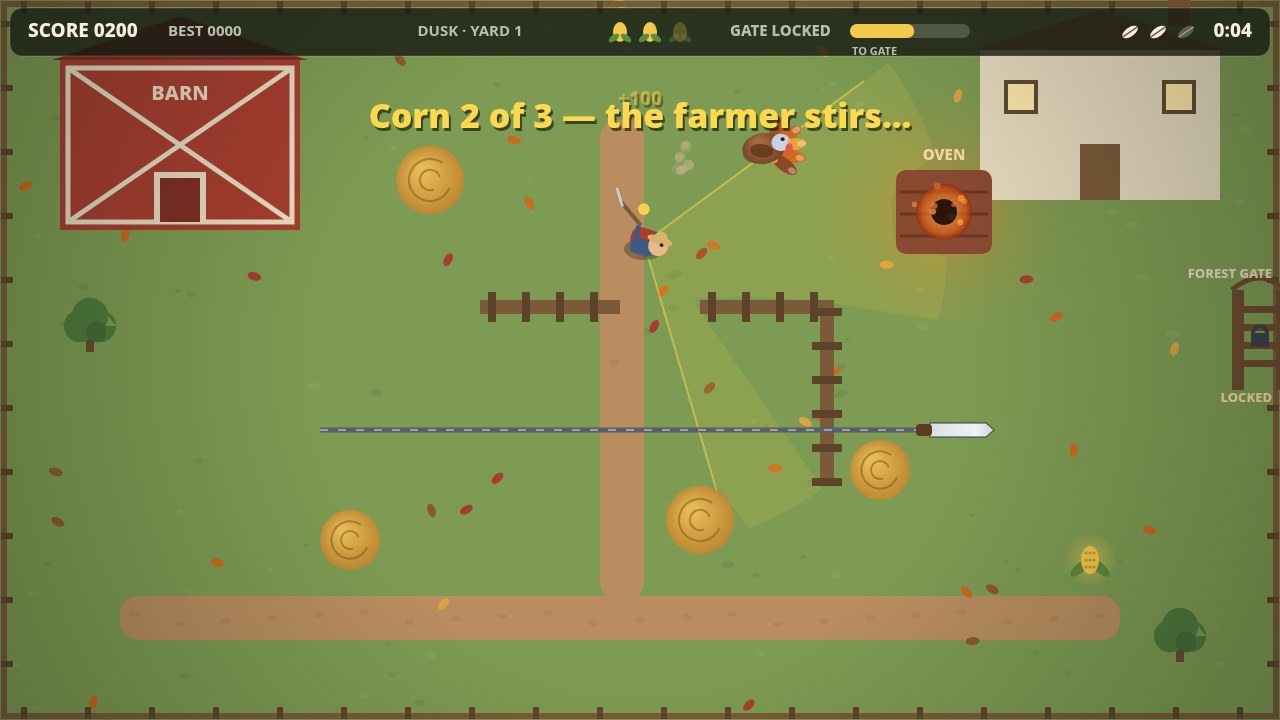 SCORE 0200
BEST 0000
DUSK · YARD 1
GATE LOCKED
TO GATE
0:04
BARN
+100
Corn 2 of 3 — the farmer stirs...
OVEN
FOREST GATE
LOCKED